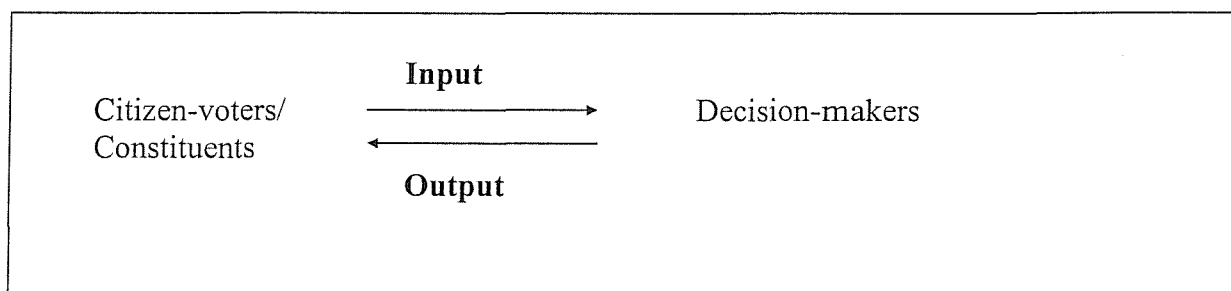 Input
Citizen-voters/
Decision-makers
Constituents
Output